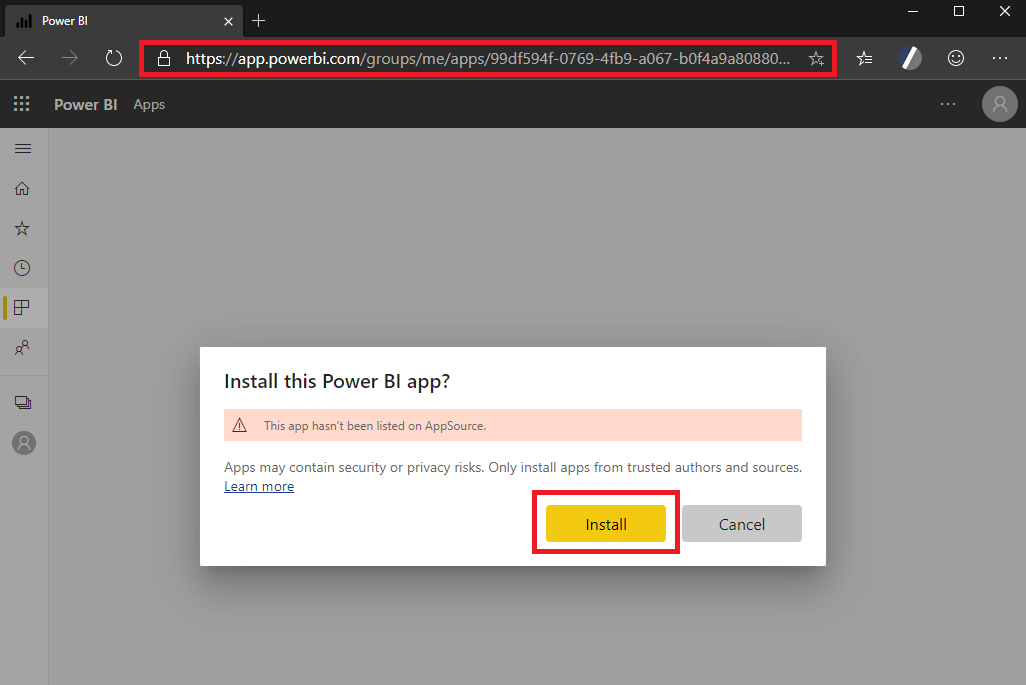 Power BI
https://app.powerbi.com/groups/me/apps/99df594f-0769-4fb9-a067-b0f4a9a80880...
Power BI Apps
Install this Power BI app?
This app hasn't been listed on AppSource.
Apps may contain security or privacy risks. Only install apps from trusted authors and sources.
Learn more
Install Cancel